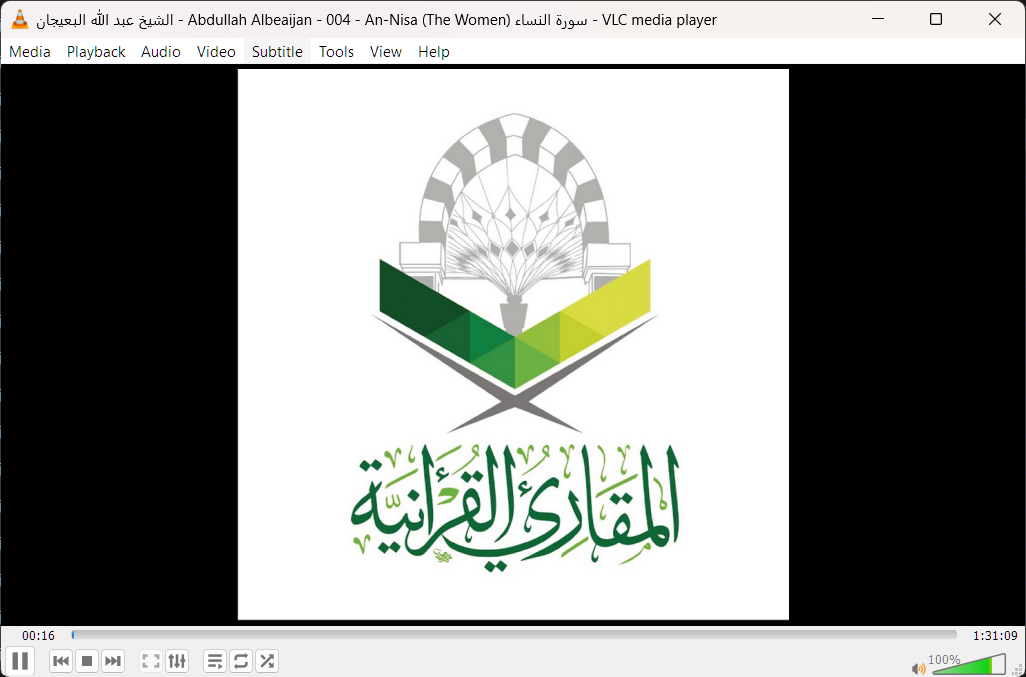 الشيخ عبد الله البعيجان - Abdullah Albeaijan - 004 - An-Nisa (The Women) سورة النساء - VLC media player
Media Playback Audio Video Subtitle Tools View Help
المقارئ القرآنية
00:16 1:31:09
100%